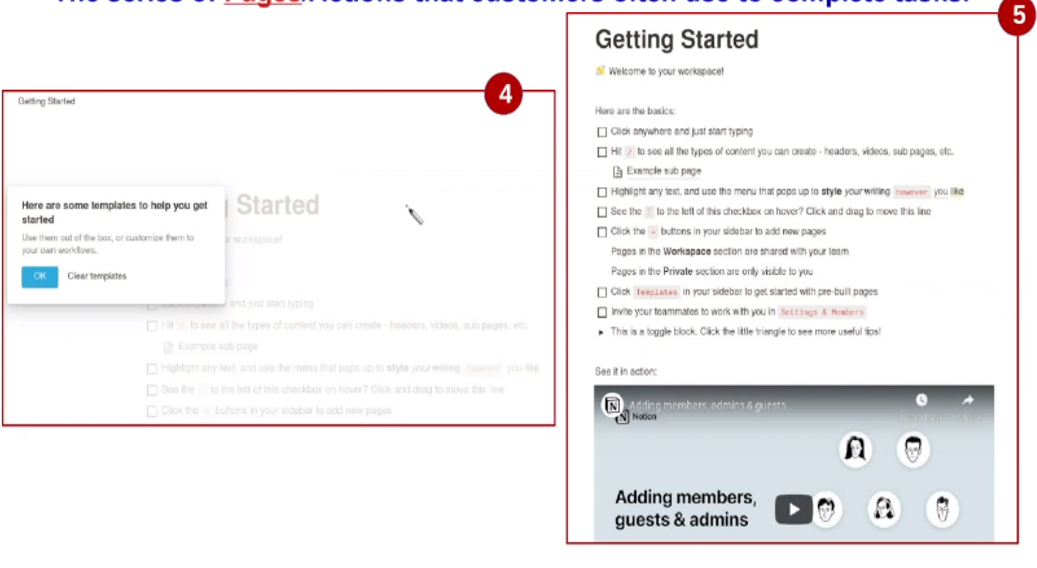 The series of Pages/Actions that customers often use to complete tasks.
4
Getting Started
Here are some templates to help you get
started
Use them out of the box, or customize them to
your own workflows.
OK Clear templates
Started
workspace!
and just start typing
Hit / to see all the types of content you can create - headers, videos, sub pages, etc.
Example sub page
Highlight any text, and use the menu that pops up to style your writing however you like
See the to the left of this checkbox on hover? Click and drag to move this line
Click the + buttons in your sidebar to add new pages
5
Getting Started
Welcome to your workspace!
Here are the basics:
Click anywhere and just start typing
Hit / to see all the types of content you can create - headers, videos, sub pages, etc.
Example sub page
Highlight any text, and use the menu that pops up to style your writing however you like
See the to the left of this checkbox on hover? Click and drag to move this line
Click the + buttons in your sidebar to add new pages
Pages in the Workspace section are shared with your team
Pages in the Private section are only visible to you
Click Templates in your sidebar to get started with pre-built pages
Invite your teammates to work with you in Settings & Members
This is a toggle block. Click the little triangle to see more useful tips!
See it in action:
Adding members, admins & guests
Notion
Adding members,
guests & admins